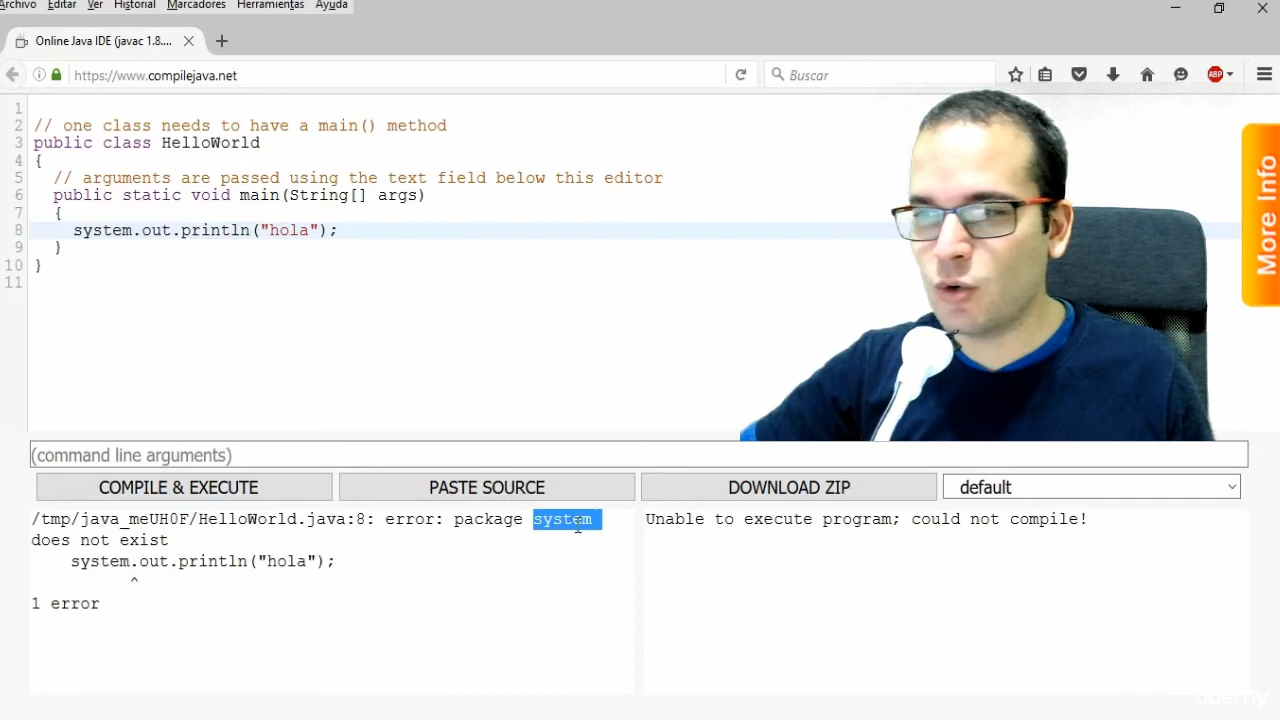 Archivo Editar Ver Historial Marcadores Herramientas Ayuda
Online Java IDE (javac 1.8....
https://www.compilejava.net
Buscar
ABP
1
2 // one class needs to have a main() method
3 public class HelloWorld
4 {
5 // arguments are passed using the text field below this editor
6 public static void main(String[] args)
7 {
8 system.out.println("hola");
9 }
10 }
11
More Info
(command line arguments)
COMPILE & EXECUTE PASTE SOURCE DOWNLOAD ZIP default
/tmp/java_meUH0F/HelloWorld.java:8: error: package system
does not exist
system.out.println("hola");
^
1 error
Unable to execute program; could not compile!
udemy